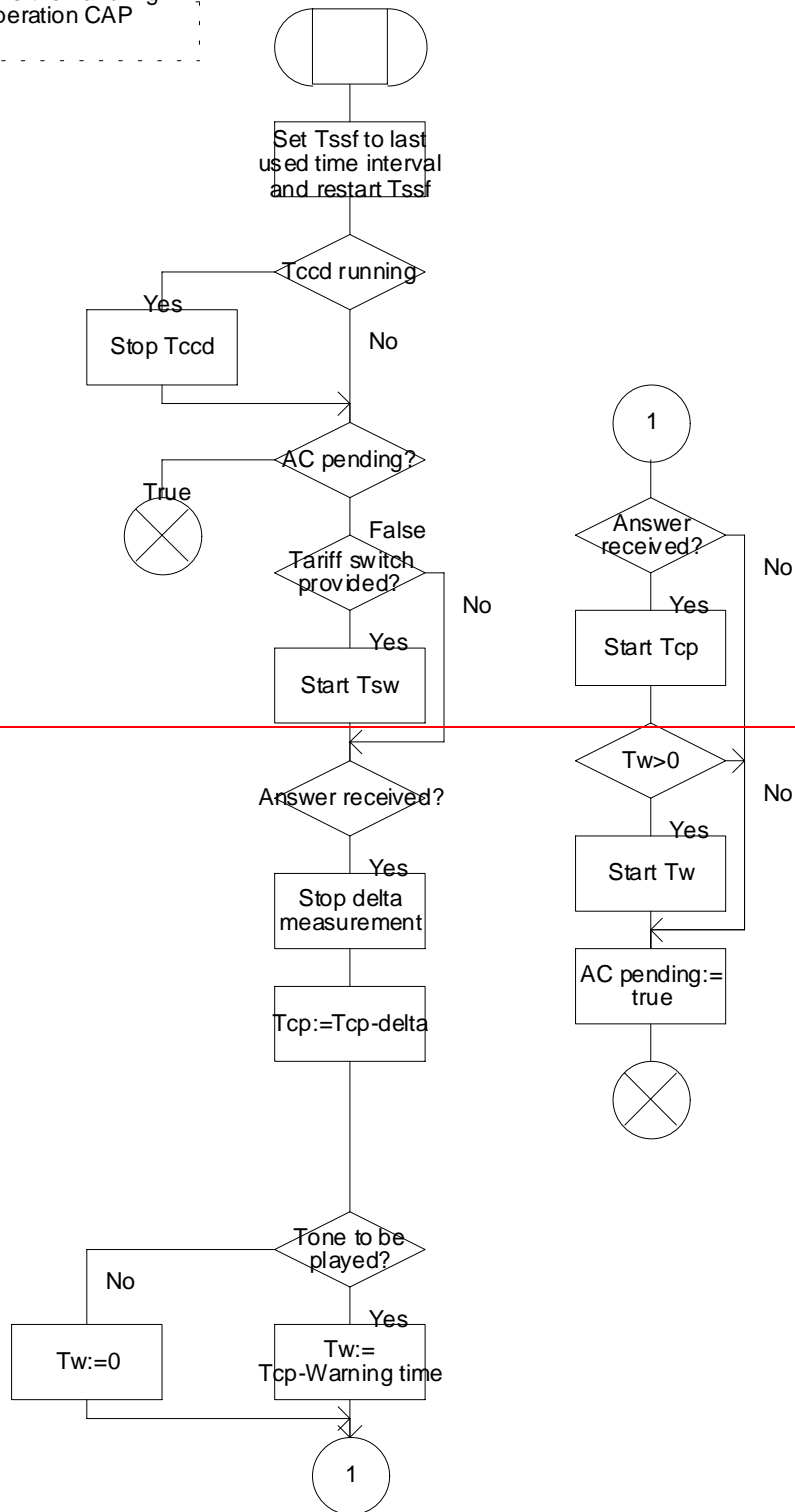 peration CAP
Set Tssf to last
used time interval
and restart Tssf
Tccd running
Yes
Stop Tccd
No
AC pending?
True
False
Tariff switch
provided?
No
Yes
Start Tsw
Answer received?
Yes
Stop delta
measurement
Tcp:=Tcp-delta
Tone to be
played?
No
Yes
Tw:=0
Tw:=
Tcp-Warning time
1
1
Answer
received?
No
Yes
Start Tcp
Tw>0
No
Yes
Start Tw
AC pending:=
true